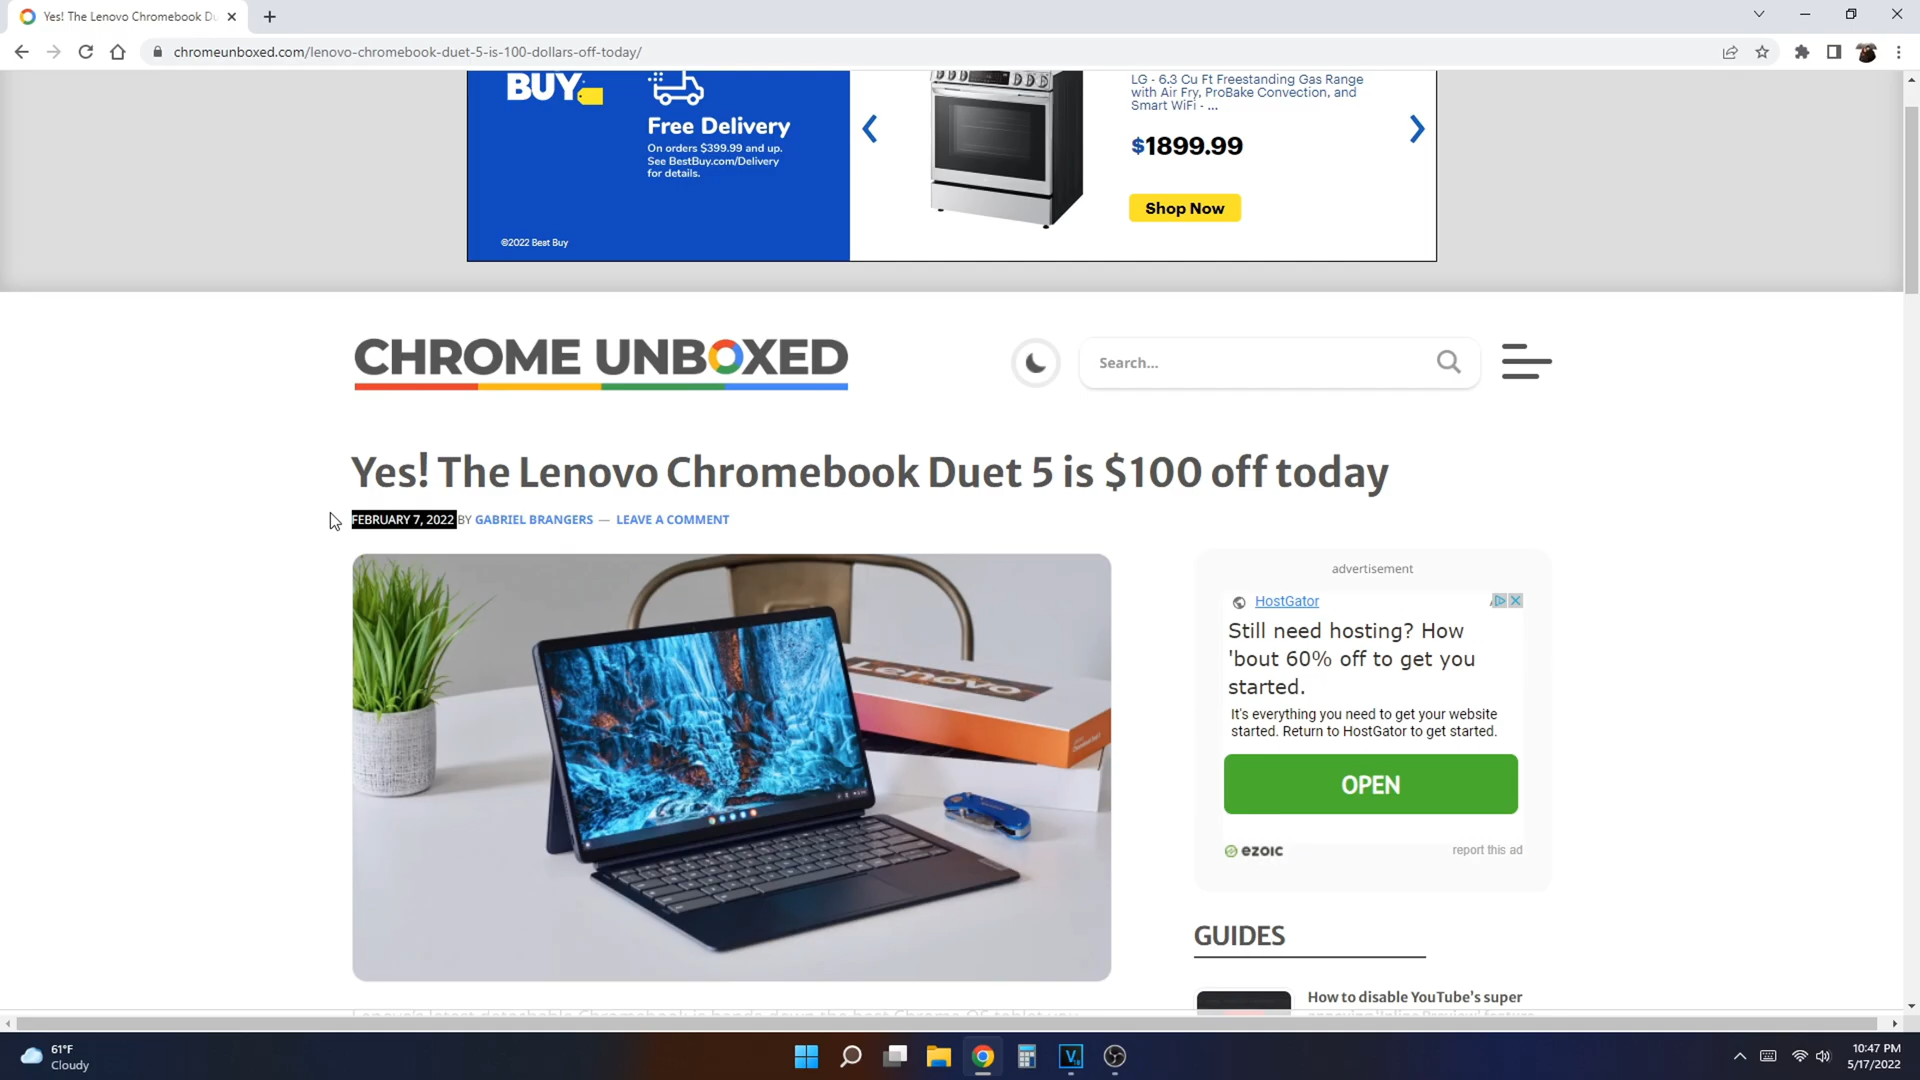 Yes! The Lenovo Chromebook Du
chromeunboxed.com/lenovo-chromebook-duet-5-is-100-dollars-off-today/
BUY
Free Delivery
On orders $399.99 and up.
See BestBuy.com/Delivery
for details.
©2022 Best Buy
LG - 6.3 Cu Ft Freestanding Gas Range
with Air Fry, ProBake Convection, and
Smart WiFi - ...
$1899.99
Shop Now
CHROME UNBOXED
Search...
Yes! The Lenovo Chromebook Duet 5 is $100 off today
FEBRUARY 7, 2022 BY GABRIEL BRANGERS — LEAVE A COMMENT
Lenovo
advertisement
HostGator
Still need hosting? How
'bout 60% off to get you
started.
It's everything you need to get your website
started. Return to HostGator to get started.
OPEN
ezoic
report this ad
GUIDES
How to disable YouTube's super
61°F
Cloudy
10:47 PM
5/17/2022